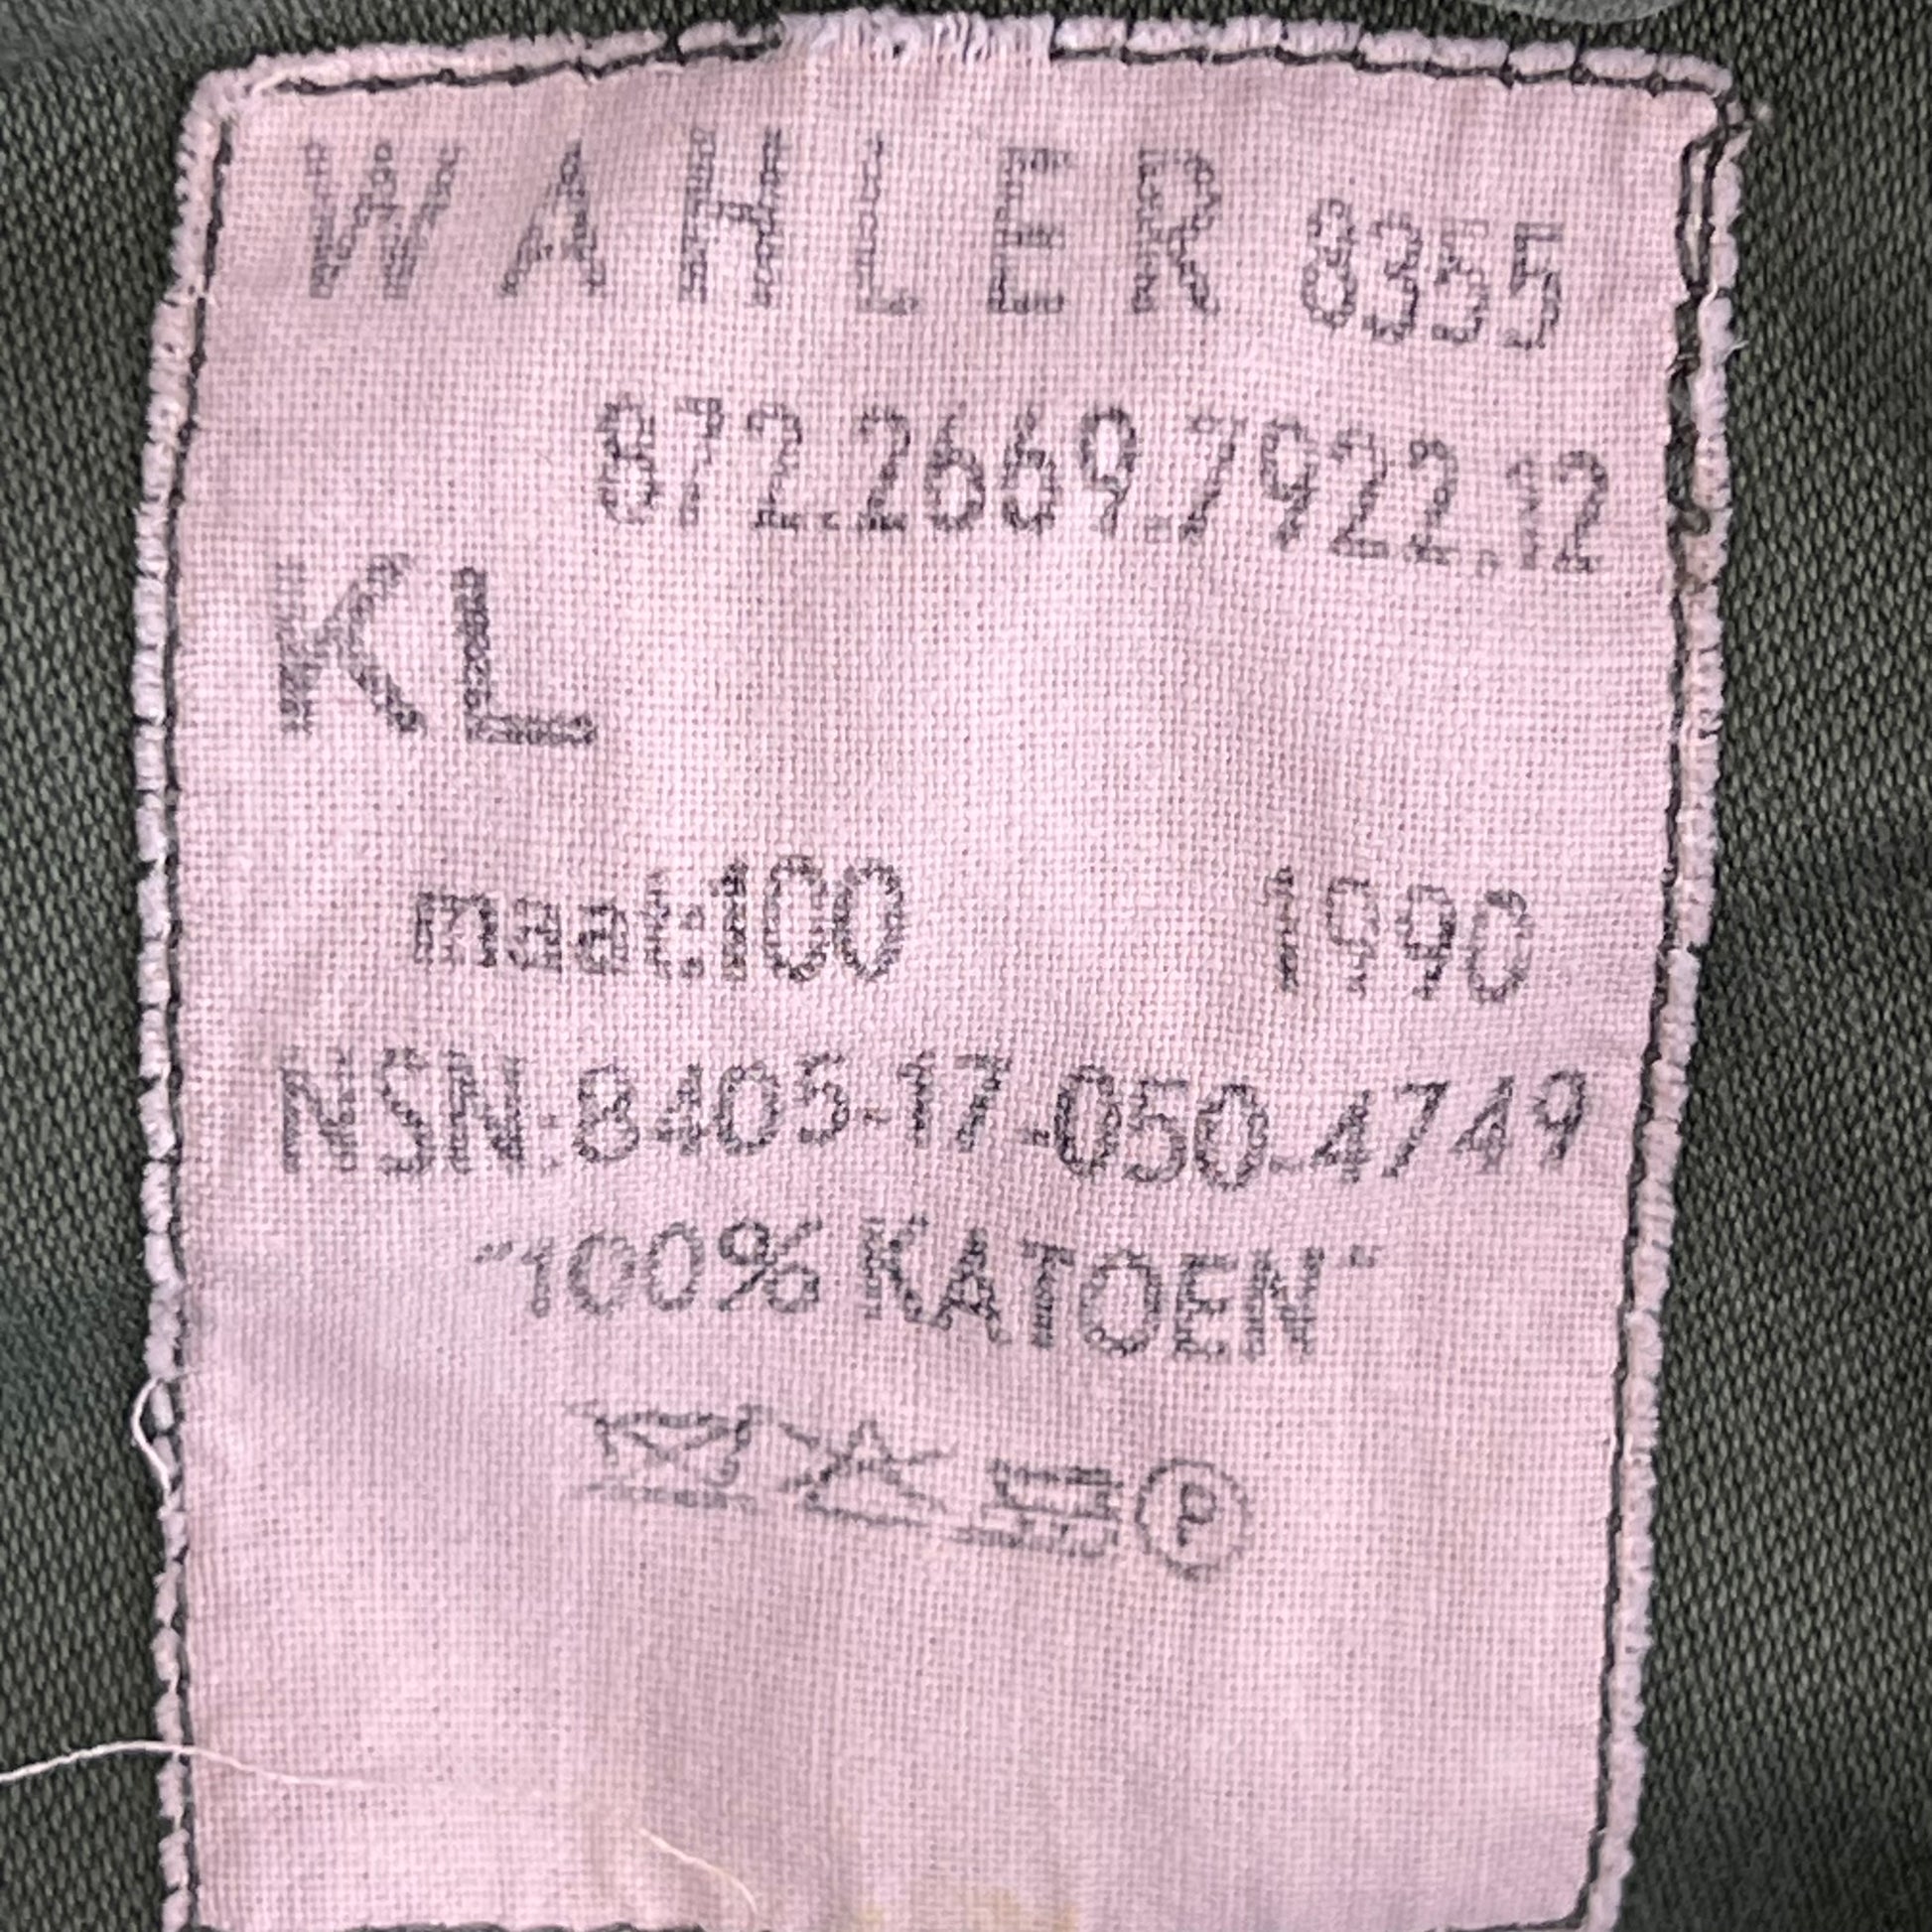 WAHLER 8355
872.2669.7922.12
KL
maat:100 1990
NSN:8405-17-050-4749
"100% KATOEN"
P